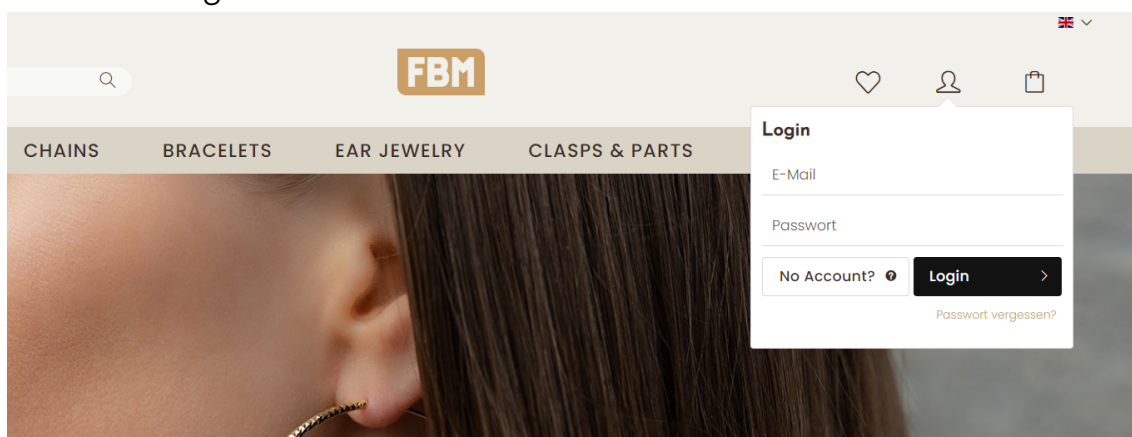 FBM
CHAINS BRACELETS EAR JEWELRY CLASPS & PARTS
Login
E-Mail
Passwort
No Account? Login
Passwort vergessen?